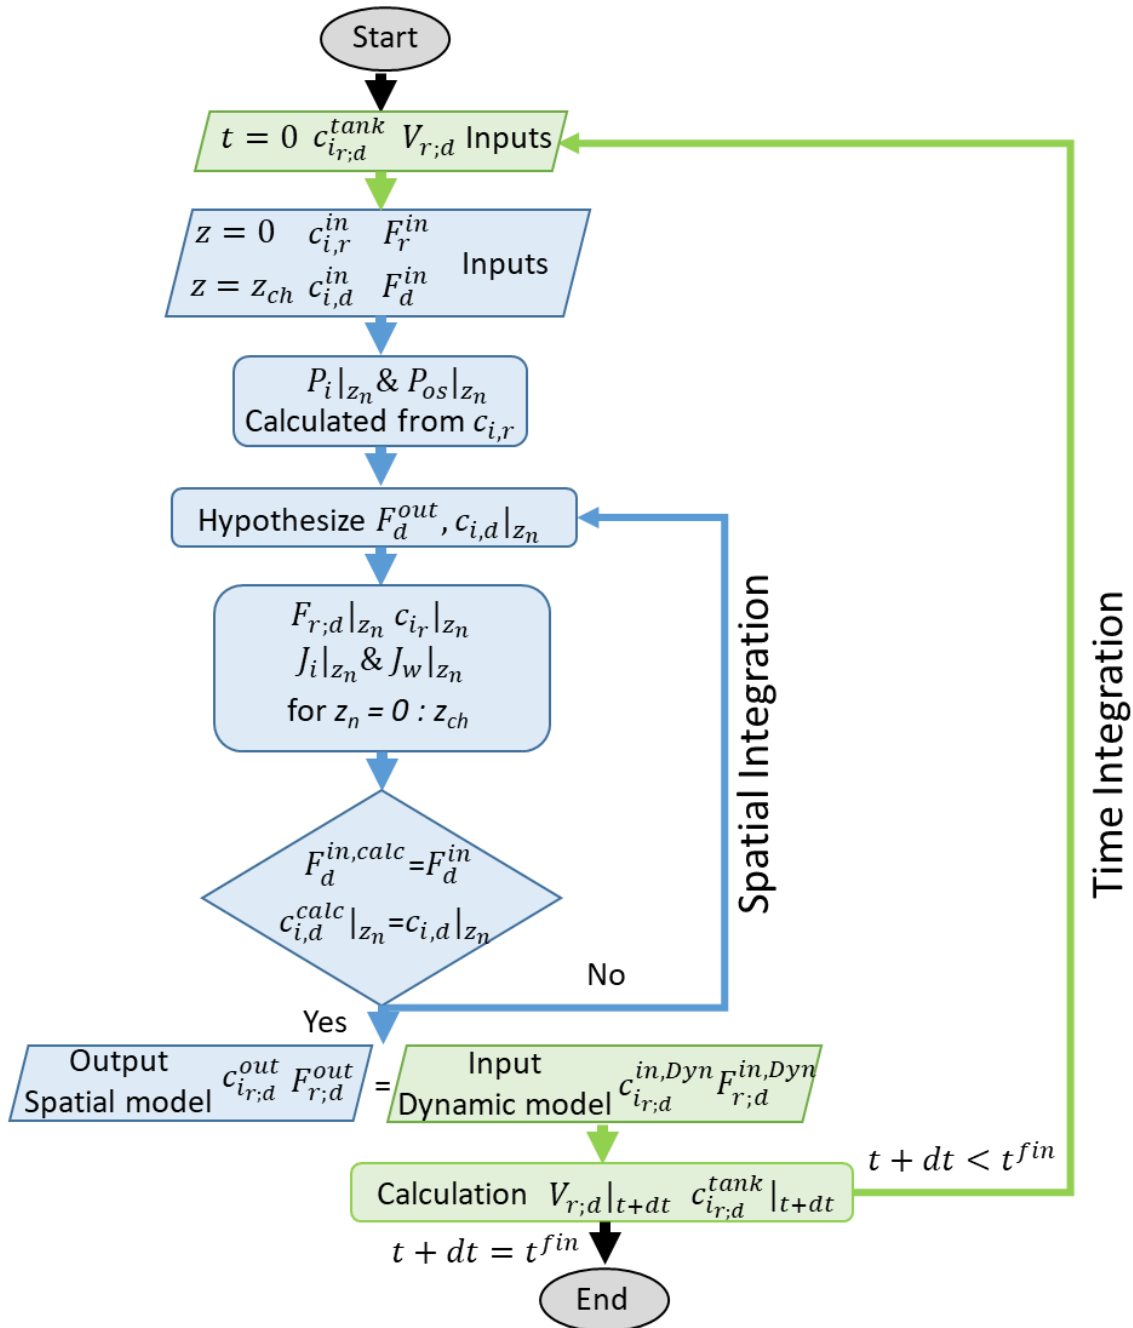 Start
t = 0 c_{i_{r;d}}^{tank} V_{r;d} Inputs
z = 0 c_{i,r}^{in} F_r^{in}
Inputs
z = z_{ch} c_{i,d}^{in} F_d^{in}
P_i|_{z_n} & P_{os}|_{z_n}
Calculated from c_{i,r}
Hypothesize F_d^{out}, c_{i,d}|_{z_n}
F_{r;d}|_{z_n} c_{i_r}|_{z_n}
J_i|_{z_n} & J_w|_{z_n}
for z_n = 0 : z_{ch}
F_d^{in,calc}=F_d^{in}
c_{i,d}^{calc}|_{z_n}=c_{i,d}|_{z_n}
No
Yes
Spatial Integration
Time Integration
Output
Spatial model c_{i_{r;d}}^{out} F_{r;d}^{out}
=
Input
Dynamic model c_{i_{r;d}}^{in,Dyn} F_{r;d}^{in,Dyn}
t + dt < t^{fin}
Calculation V_{r;d}|_{t+dt} c_{i_{r;d}}^{tank}|_{t+dt}
t + dt = t^{fin}
End